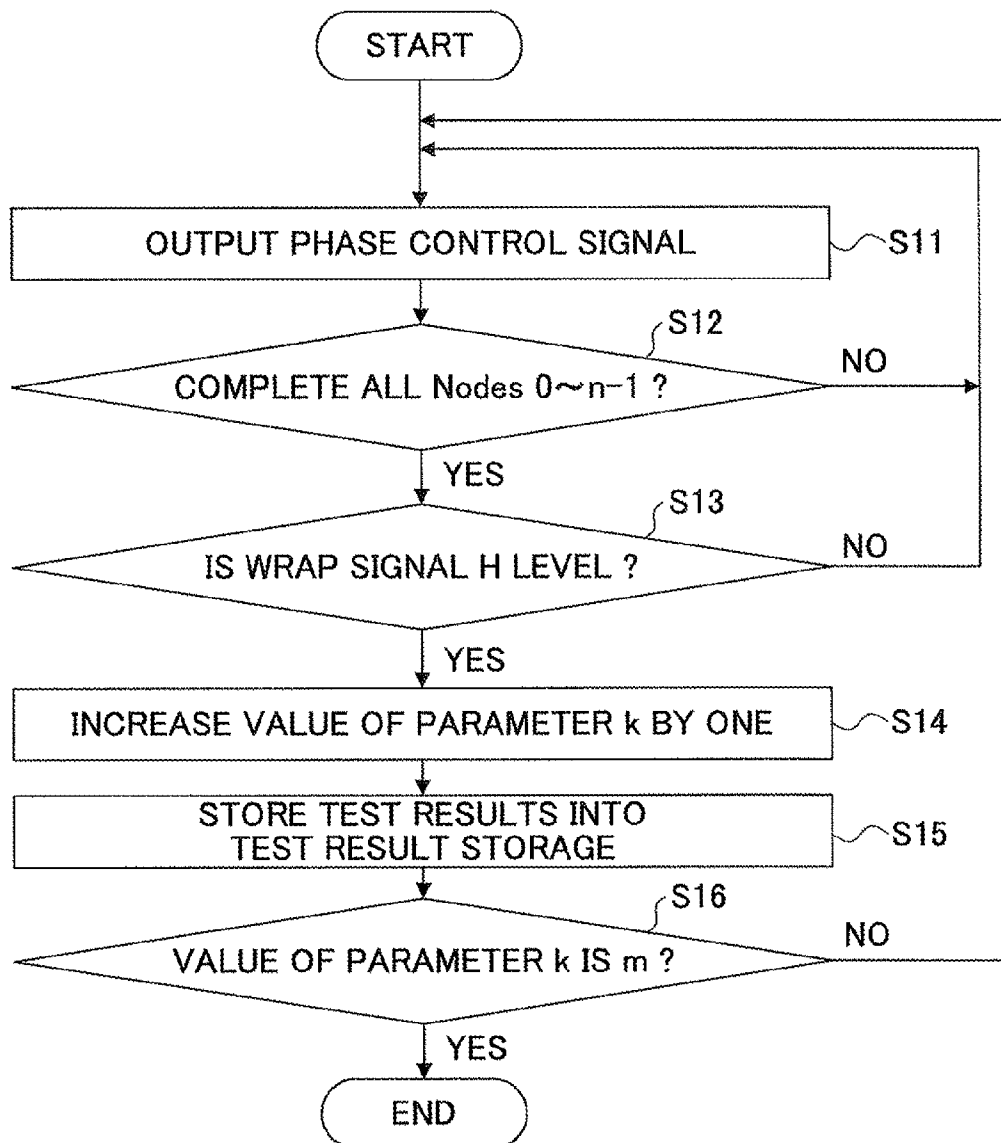 START
OUTPUT PHASE CONTROL SIGNAL
S11
S12
COMPLETE ALL Nodes 0～n-1 ?
NO
YES
S13
IS WRAP SIGNAL H LEVEL ?
NO
YES
INCREASE VALUE OF PARAMETER k BY ONE
S14
STORE TEST RESULTS INTO
TEST RESULT STORAGE
S15
S16
VALUE OF PARAMETER k IS m ?
NO
YES
END